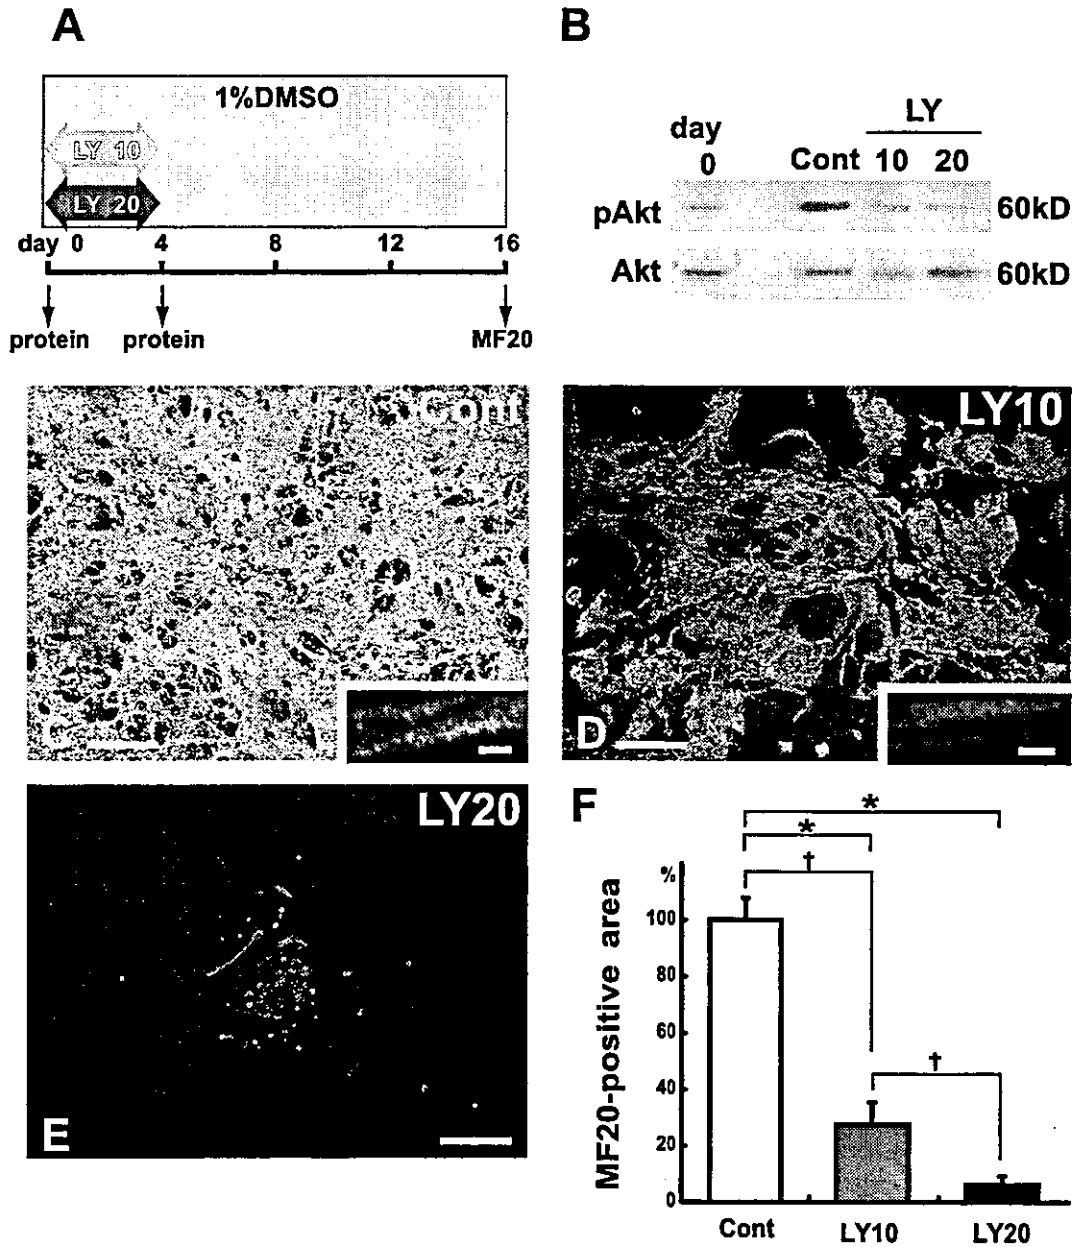 A
1%DMSO
LY 10
LY 20
day 0 4 8 12 16
protein protein MF20
B
LY
day
0 Cont 10 20
pAkt 60kD
Akt 60kD
Cont
C
LY10
D
LY20
E
F
* 
*
†
†
%
100
80
60
40
20
0
MF20-positive area
Cont LY10 LY20